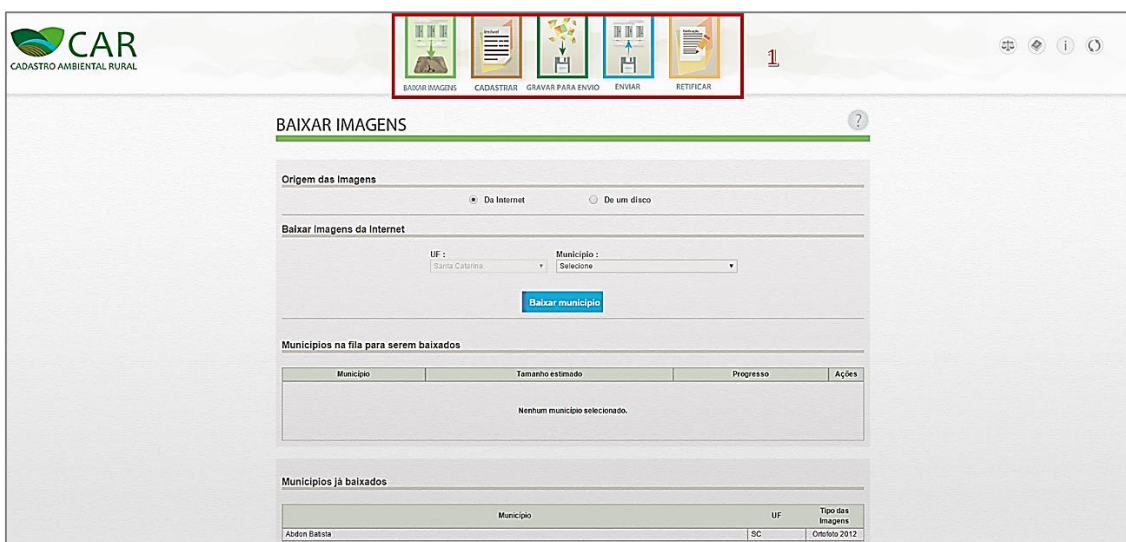 CAR
CADASTRO AMBIENTAL RURAL
BAIXAR IMAGENS CADASTRAR GRAVAR PARA ENVIO ENVIAR RETIFICAR
1
BAIXAR IMAGENS
?
Origem das Imagens
Da Internet De um disco
Baixar Imagens da Internet
UF : Município :
Santa Catarina Selecione
Baixar município
Municípios na fila para serem baixados
Município Tamanho estimado Progresso Ações
Nenhum município selecionado.
Municípios já baixados
Município UF Tipo das Imagens
Abdon Batista SC Ortofoto 2012